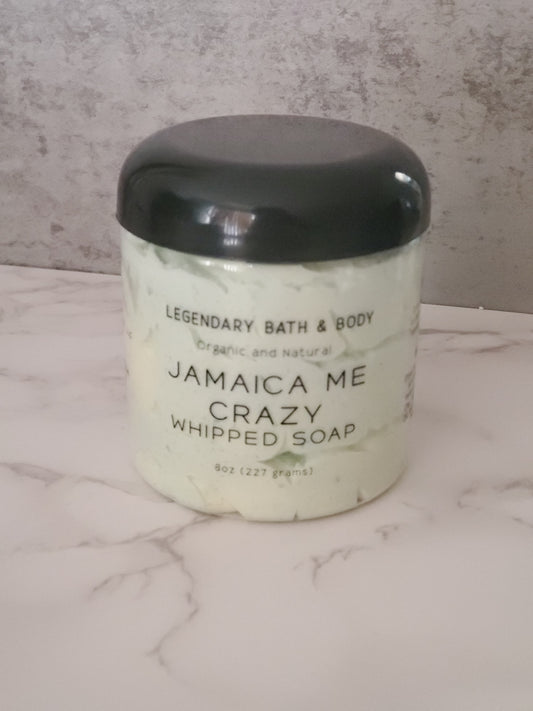 LEGENDARY BATH & BODY
Organic and Natural
JAMAICA ME
CRAZY
WHIPPED SOAP
8oz (227 grams)